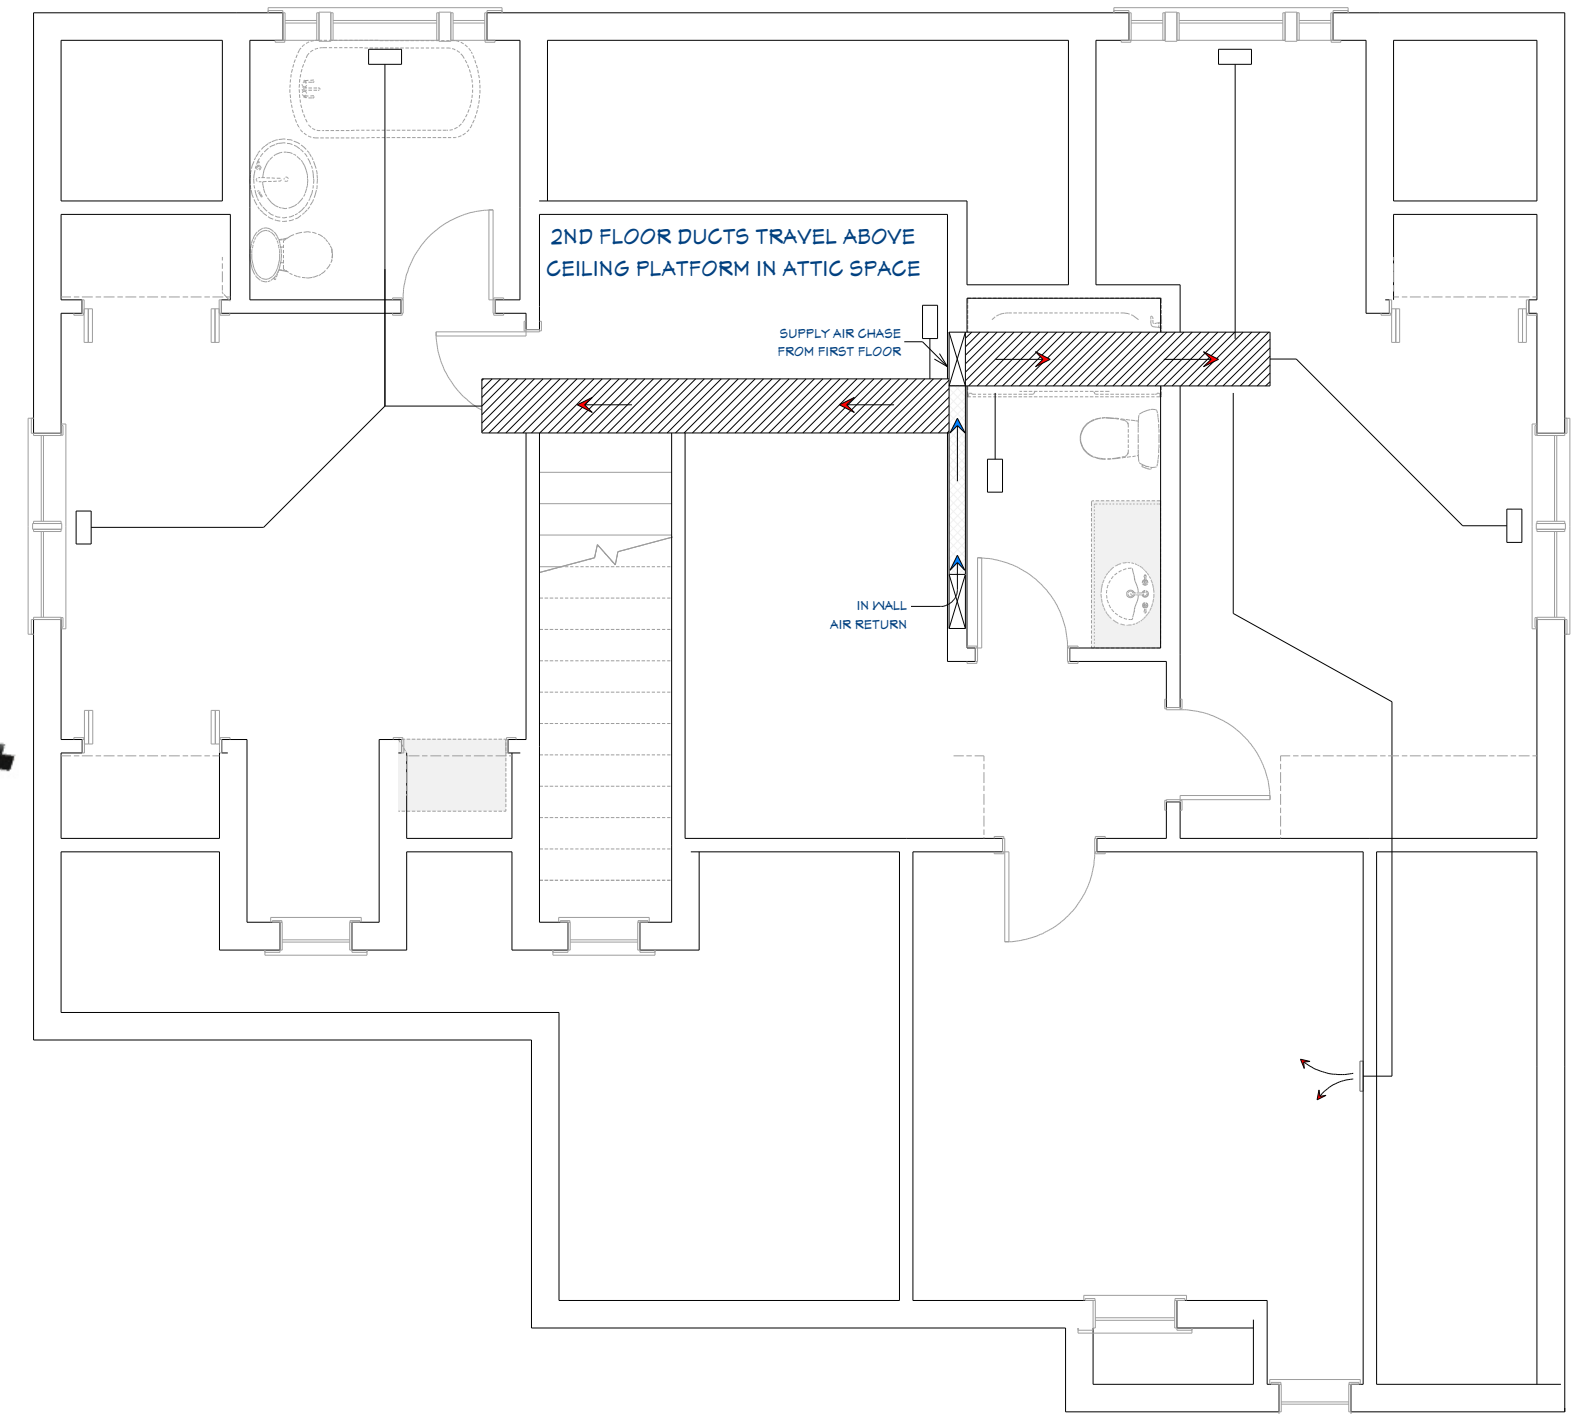 2ND FLOOR DUCTS TRAVEL ABOVE
CEILING PLATFORM IN ATTIC SPACE
SUPPLY AIR CHASE
FROM FIRST FLOOR
IN WALL
AIR RETURN